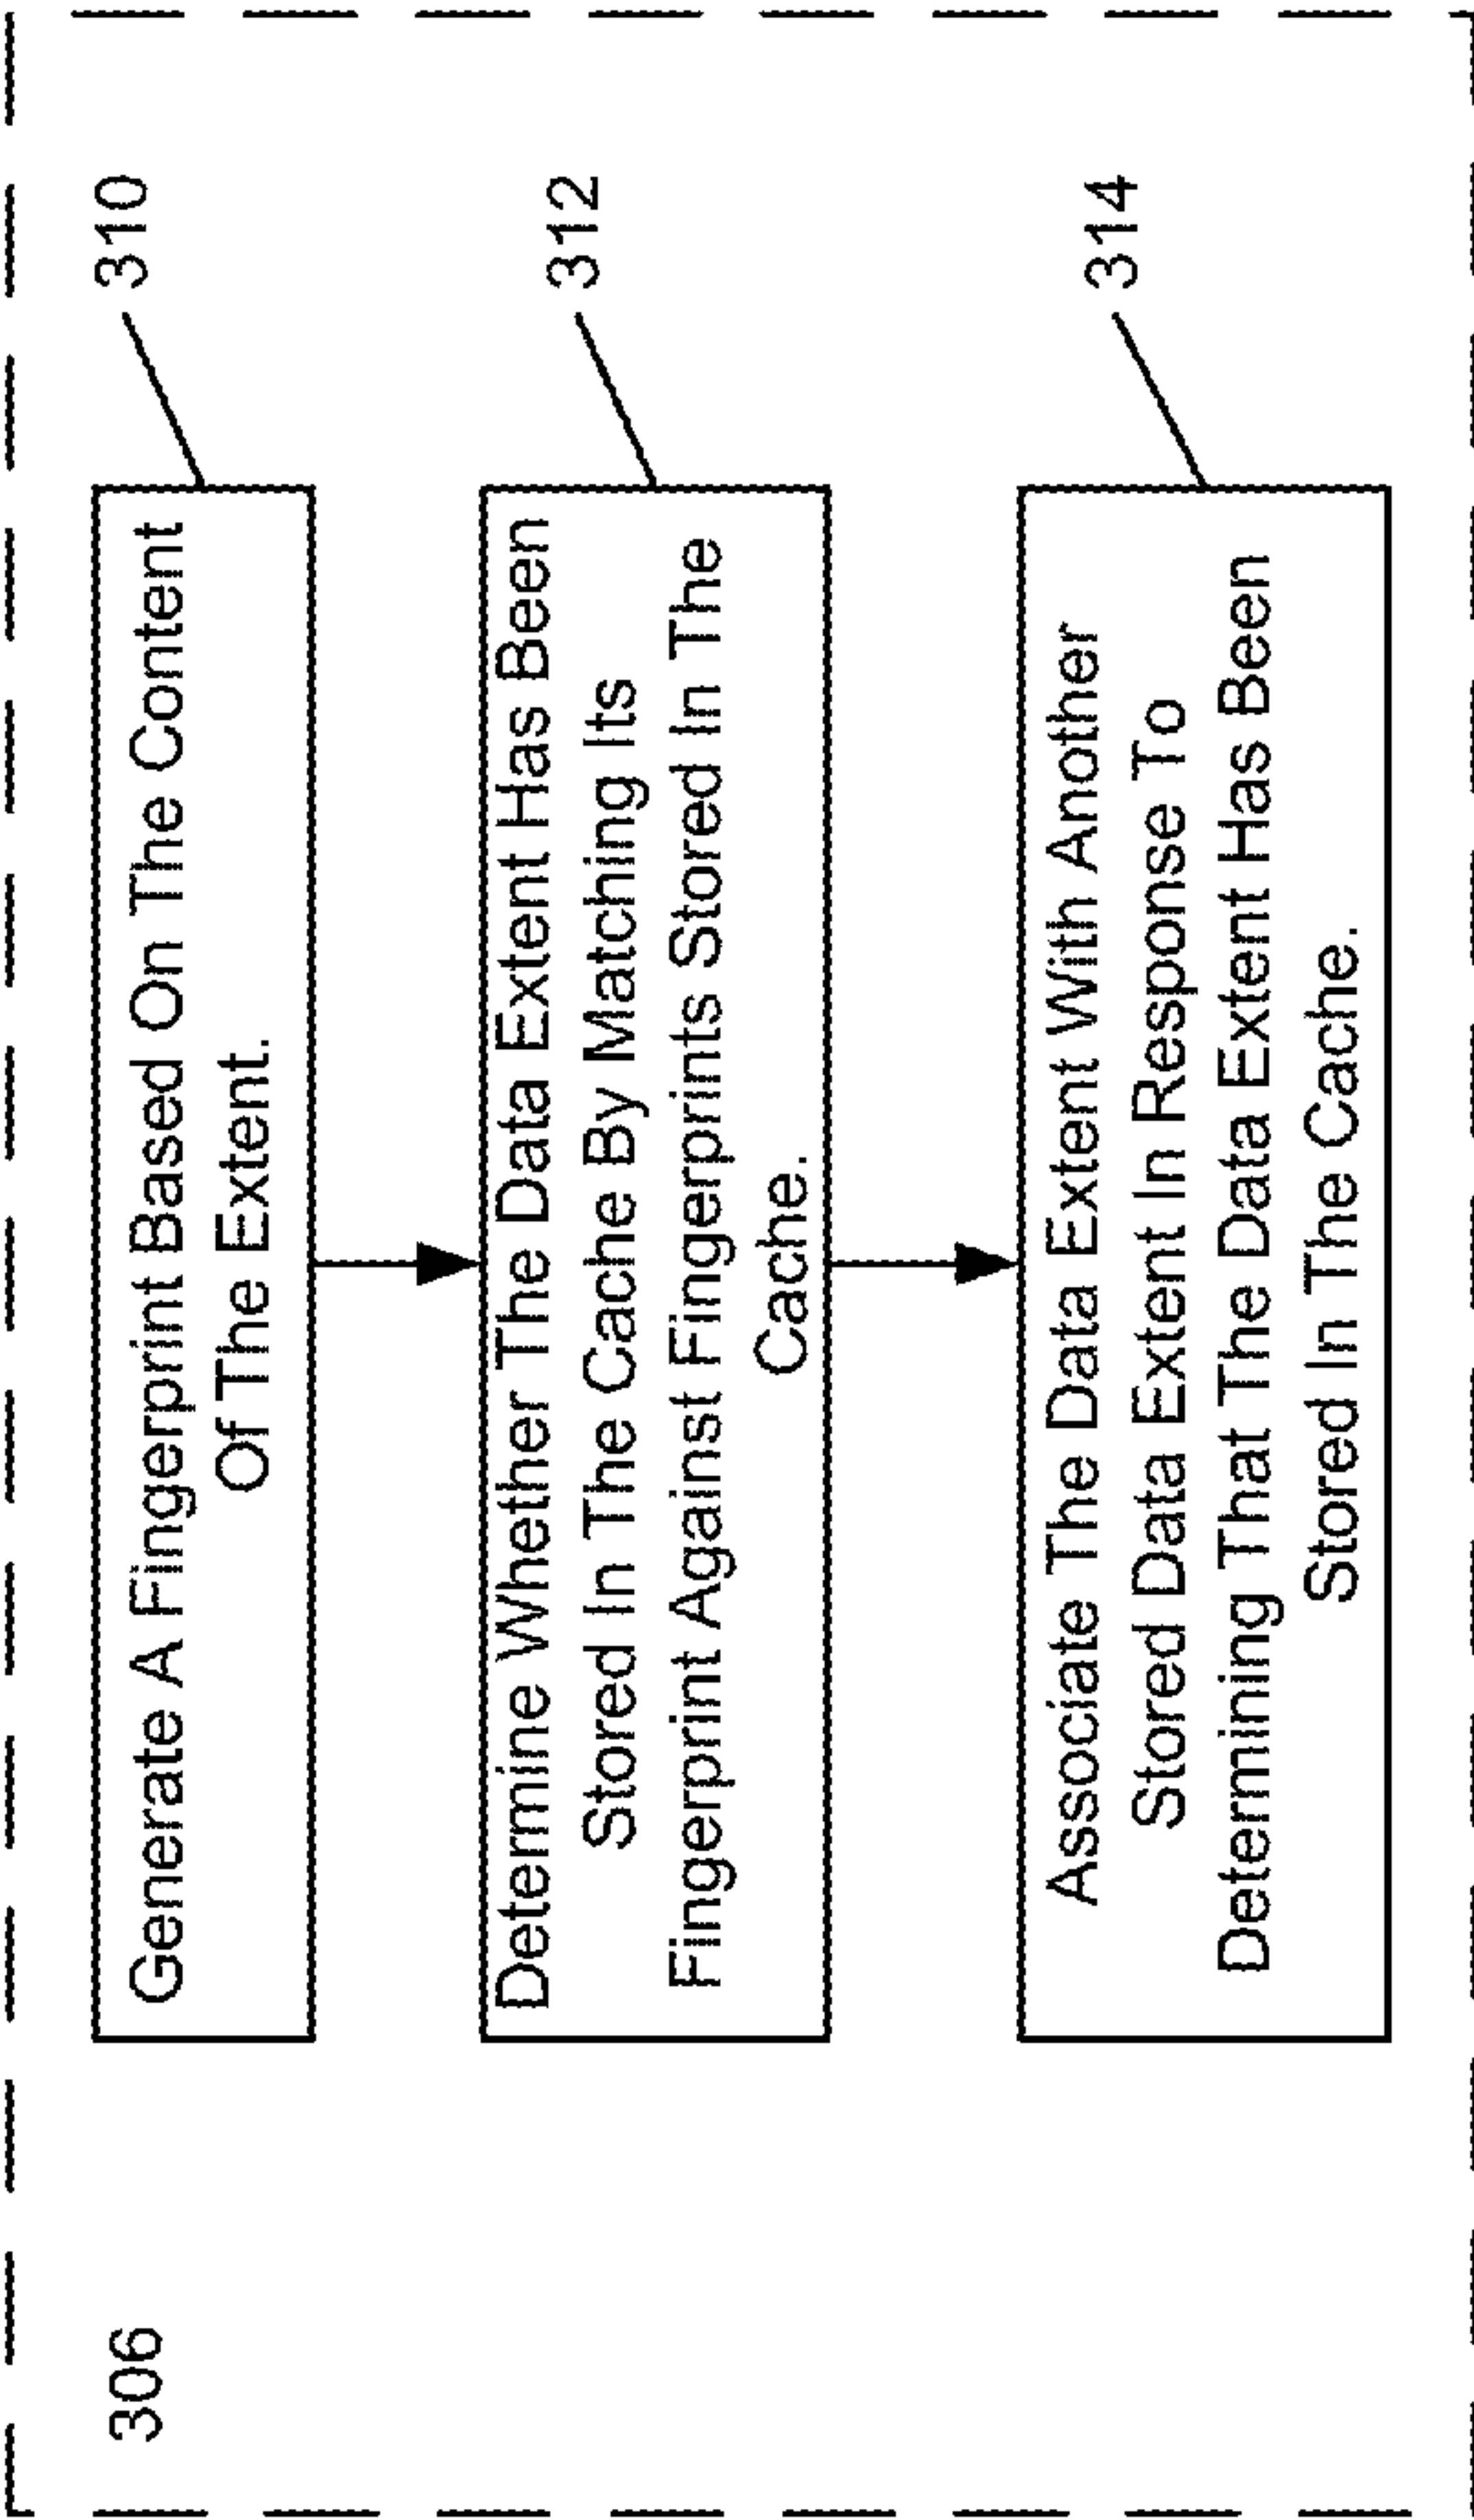 306
310
Generate A Fingerprint Based On The Content
Of The Extent.
312
Determine Whether The Data Extent Has Been
Stored In The Cache By Matching Its
Fingerprint Against Fingerprints Stored In The
Cache.
314
Associate The Data Extent With Another
Stored Data Extent In Response To
Determining That The Data Extent Has Been
Stored In The Cache.